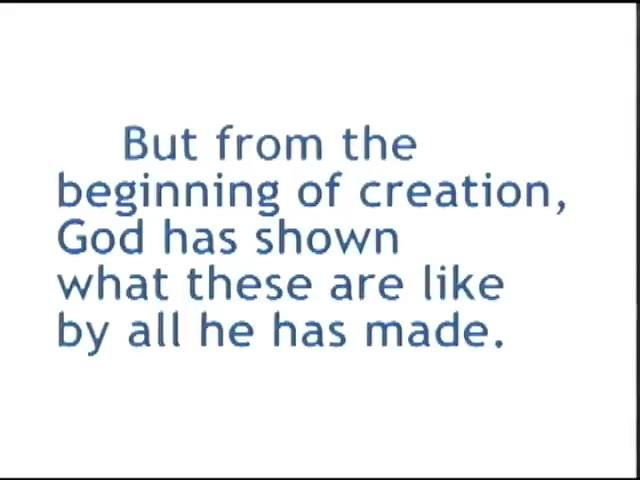 But from the
beginning of creation,
God has shown
what these are like
by all he has made.